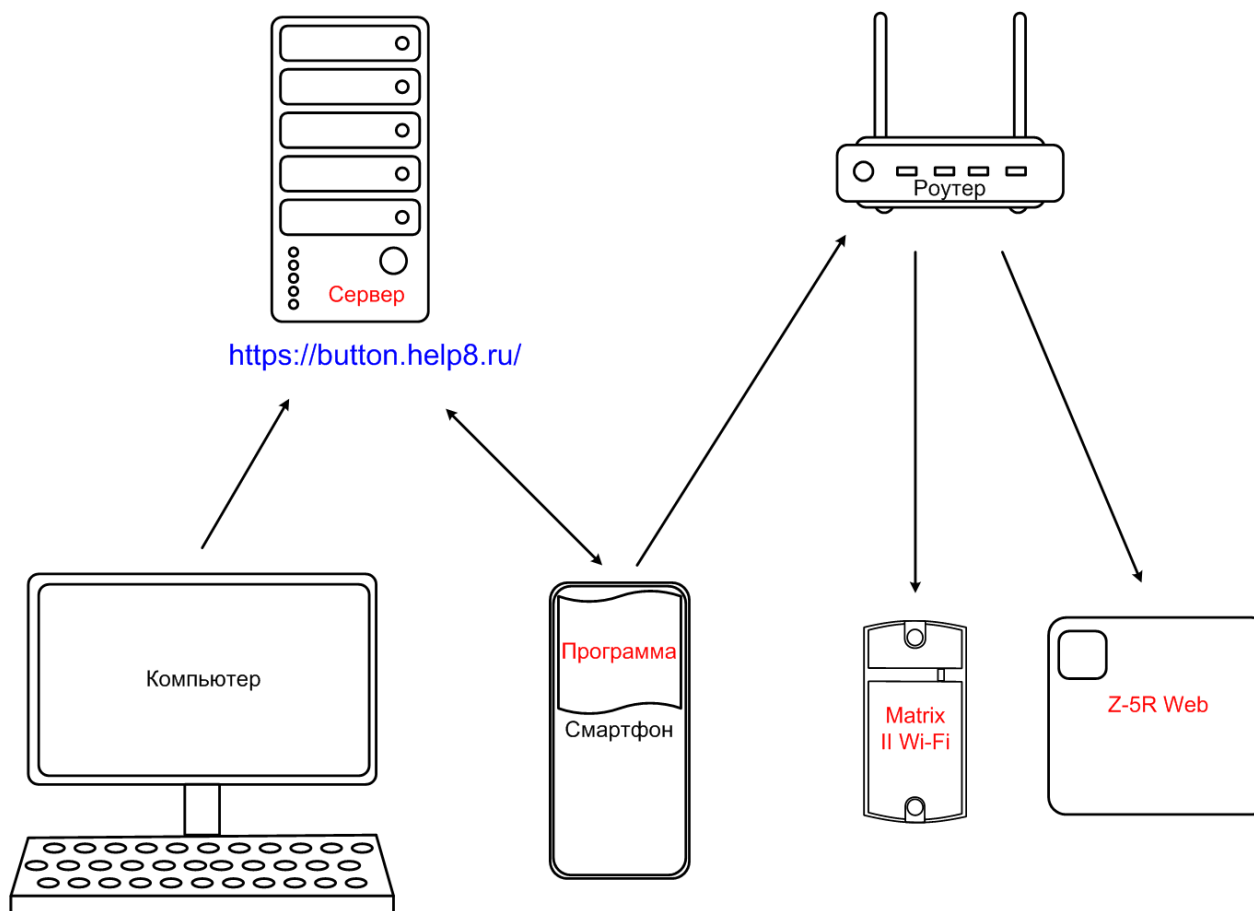 Роутер
Сервер
https://button.help8.ru/
Компьютер
Программа
Смартфон
Matrix
II Wi-Fi
Z-5R Web